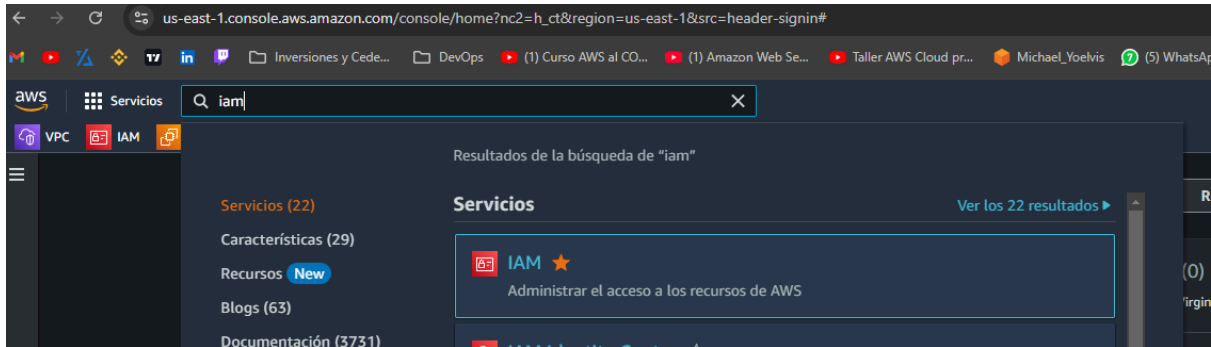 us-east-1.console.aws.amazon.com/console/home?nc2=h_ct&region=us-east-1&src=header-signin#
in Inversiones y Cede... DevOps (1) Curso AWS al CO... (1) Amazon Web Se... Taller AWS Cloud pr... Michael_Yoelvis (5) WhatsAp
aws Servicios iam
VPC IAM
Resultados de la búsqueda de “iam”
Servicios (22) Servicios Ver los 22 resultados
Características (29)
IAM
Recursos New
Administrar el acceso a los recursos de AWS
(0)
Blogs (63)
Documentación (3731)